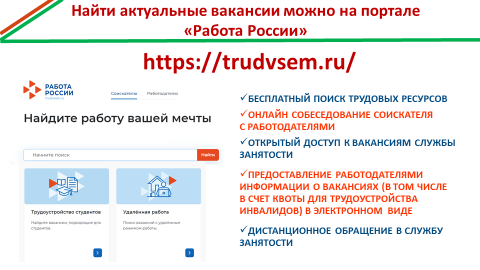 Найти актуальные вакансии можно на портале
«Работа России»
https://trudvsem.ru/
РАБОТА
РОССИИ
Соискателям
Работодателям
Найдите работу вашей мечты
Начните поиск
Найти
Трудоустройство студентов
Удалённая работа
✓БЕСПЛАТНЫЙ ПОИСК ТРУДОВЫХ РЕСУРСОВ
✓ОНЛАЙН СОБЕСЕДОВАНИЕ СОИСКАТЕЛЯ
С РАБОТОДАТЕЛЯМИ
✓ОТКРЫТЫЙ ДОСТУП К ВАКАНСИЯМ СЛУЖБЫ
ЗАНЯТОСТИ
✓ПРЕДОСТАВЛЕНИЕ РАБОТОДАТЕЛЯМИ
ИНФОРМАЦИИ О ВАКАНСИЯХ (В ТОМ ЧИСЛЕ
В СЧЕТ КВОТЫ ДЛЯ ТРУДОУСТРОЙСТВА
ИНВАЛИДОВ) В ЭЛЕКТРОННОМ ВИДЕ
✓ДИСТАНЦИОННОЕ ОБРАЩЕНИЕ В СЛУЖБУ
ЗАНЯТОСТИ